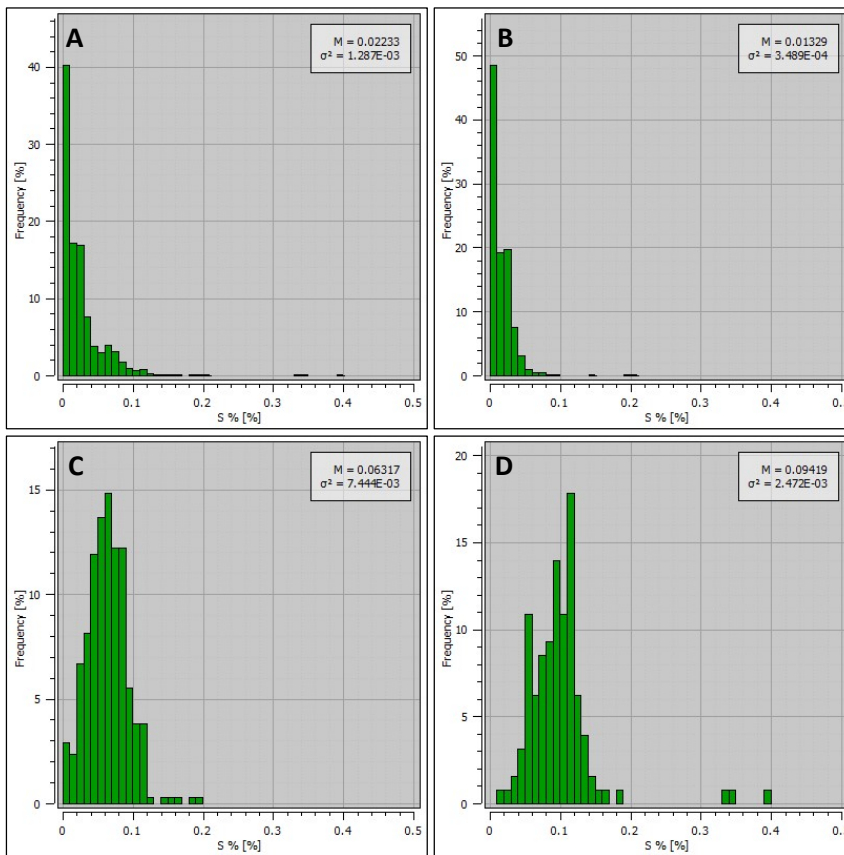 A
M = 0.02233
σ² = 1.287E-03
Frequency [%]
40
30
20
10
0
0
0.1
0.2
0.3
0.4
0.5
S % [%]
B
M = 0.01329
σ² = 3.489E-04
Frequency [%]
50
40
30
20
10
0
0
0.1
0.2
0.3
0.4
0.5
S % [%]
C
M = 0.06317
σ² = 7.444E-03
Frequency [%]
15
10
5
0
0
0.1
0.2
0.3
0.4
0.5
S % [%]
D
M = 0.09419
σ² = 2.472E-03
Frequency [%]
20
15
10
5
0
0
0.1
0.2
0.3
0.4
S % [%]